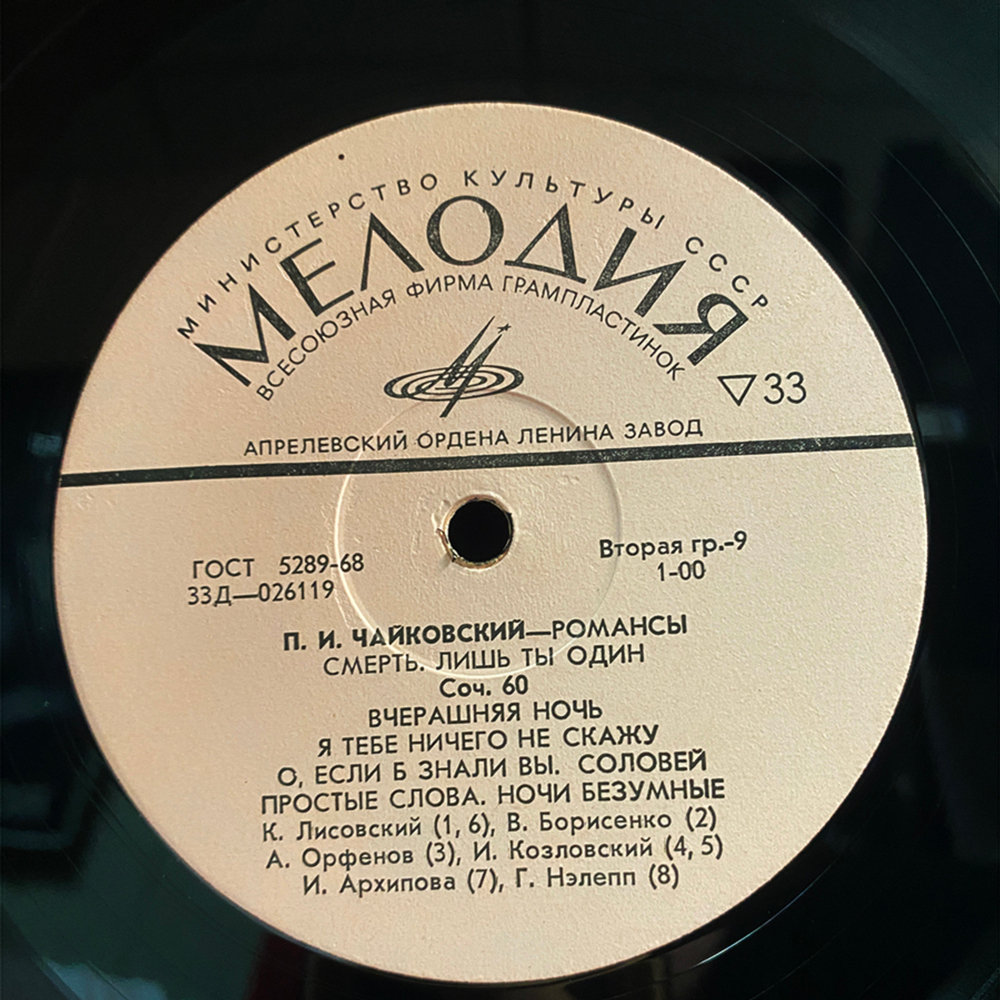 МИНИСТЕРСТВО КУЛЬТУРЫ СССР
МЕЛОДИЯ
ВСЕСОЮЗНАЯ ФИРМА ГРАМПЛАСТИНОК
▽33
АПРЕЛЕВСКИЙ ОРДЕНА ЛЕНИНА ЗАВОД
ГОСТ 5289-68
33Д—026119
Вторая гр.-9
1-00
П. И. ЧАЙКОВСКИЙ—РОМАНСЫ
СМЕРТЬ. ЛИШЬ ТЫ ОДИН
Соч. 60
ВЧЕРАШНЯЯ НОЧЬ
Я ТЕБЕ НИЧЕГО НЕ СКАЖУ
О, ЕСЛИ Б ЗНАЛИ ВЫ. СОЛОВЕЙ
ПРОСТЫЕ СЛОВА. НОЧИ БЕЗУМНЫЕ
К. Лисовский (1, 6), В. Борисенко (2)
А. Орфенов (3), И. Козловский (4, 5)
И. Архипова (7), Г. Нэлепп (8)